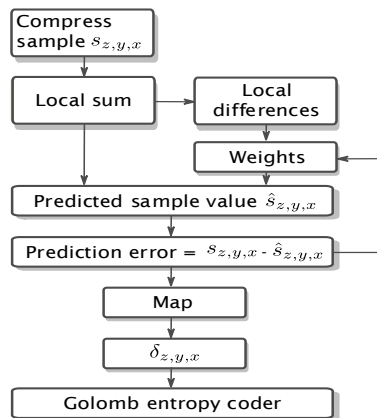 Compress
sample s_{z,y,x}
Local sum
Local
differences
Weights
Predicted sample value ŝ_{z,y,x}
Prediction error = s_{z,y,x} - ŝ_{z,y,x}
Map
δ_{z,y,x}
Golomb entropy coder